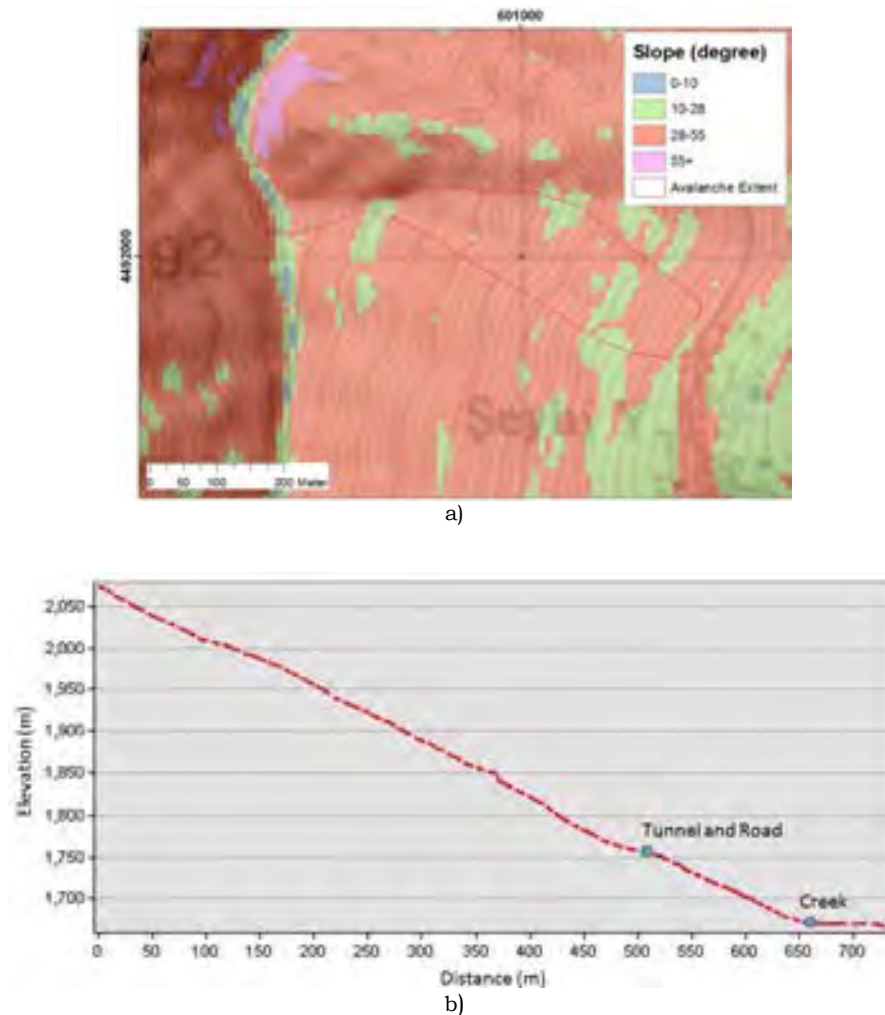 601000
4492000
Slope (degree)
0-10
10-28
28-55
55+
Avalanche Extent
92
0 50 100 200 Meter
a)
Elevation (m)
2,050
2,000
1,950
1,900
1,850
1,800
1,750
1,700
Tunnel and Road
Creek
0 50 100 150 200 250 300 350 400 450 500 550 600 650 700
Distance (m)
b)